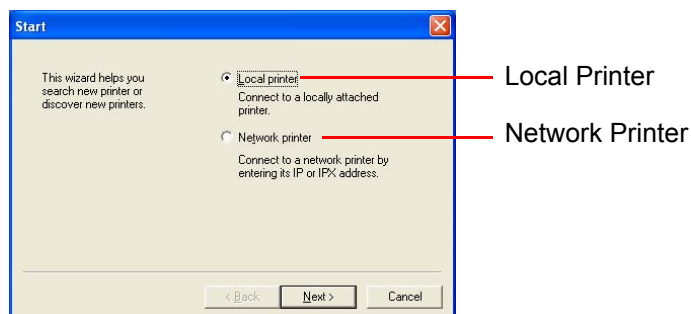 Start
This wizard helps you
search new printer or
discover new printers.
Local printer
Connect to a locally attached
printer.
Network printer
Connect to a network printer by
entering its IP or IPX address.
< Back
Next >
Cancel
Local Printer
Network Printer